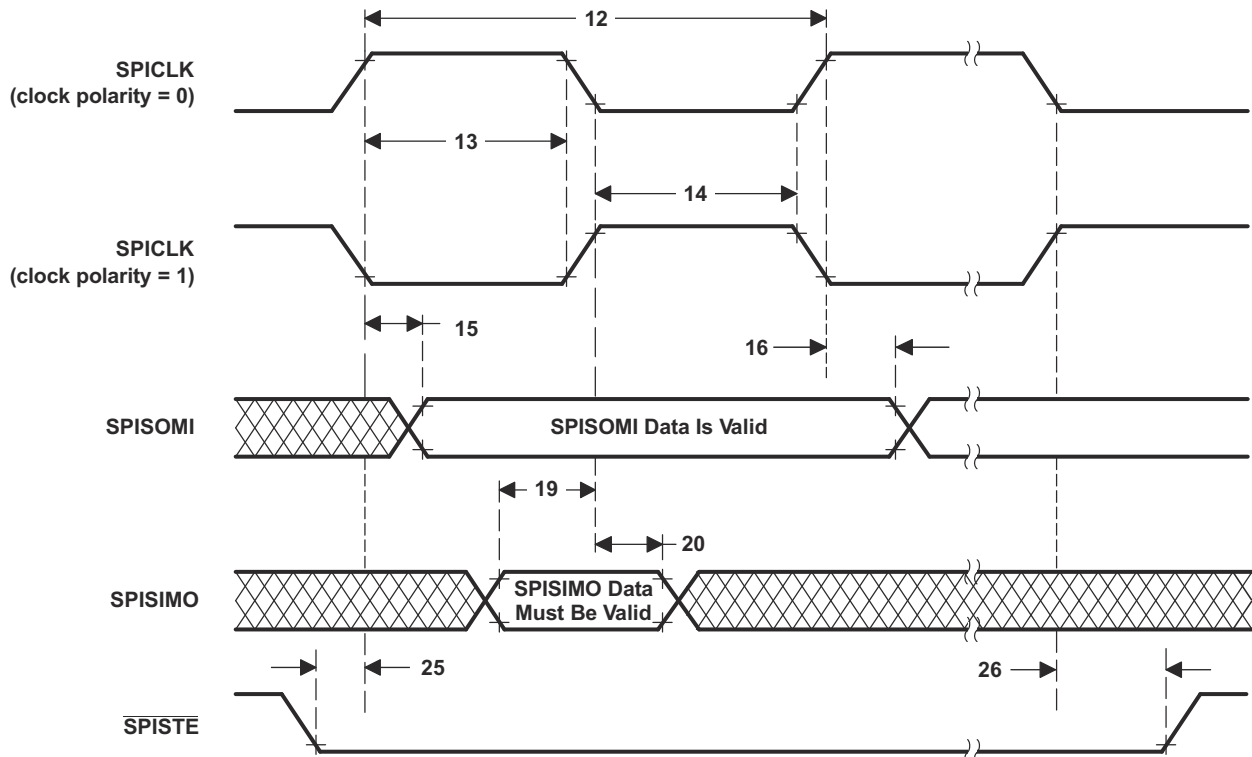 12
SPICLK
(clock polarity = 0)
13
14
SPICLK
(clock polarity = 1)
15
16
SPISOMI
SPISOMI Data Is Valid
19
20
SPISIMO
SPISIMO Data
Must Be Valid
25
26
SPISTE